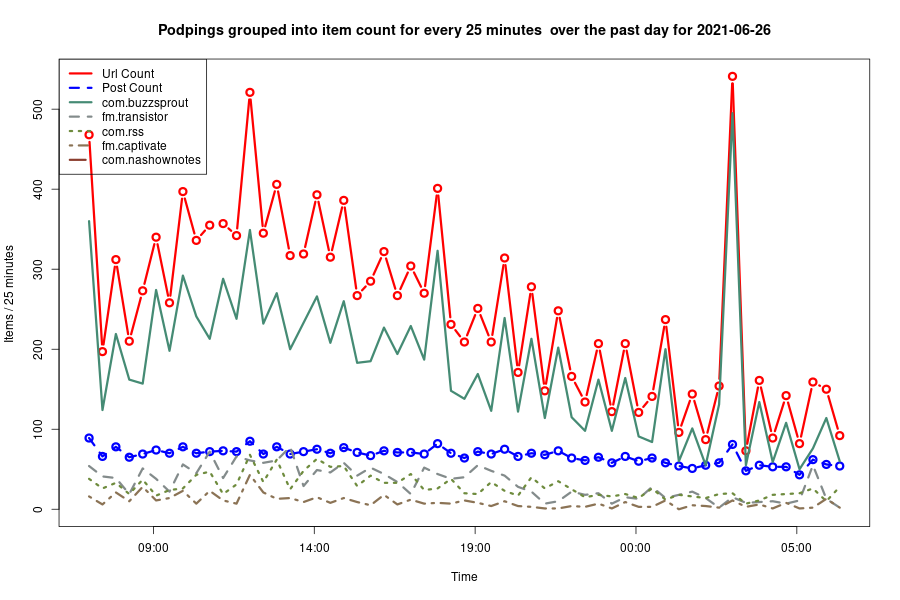 Podpings grouped into item count for every 25 minutes  over the past day for 2021-06-26
Url Count
Post Count
com.buzzsprout
fm.transistor
com.rss
fm.captivate
com.nashownotes
Items / 25 minutes
500
400
300
200
100
0
09:00
14:00
19:00
00:00
05:00
Time